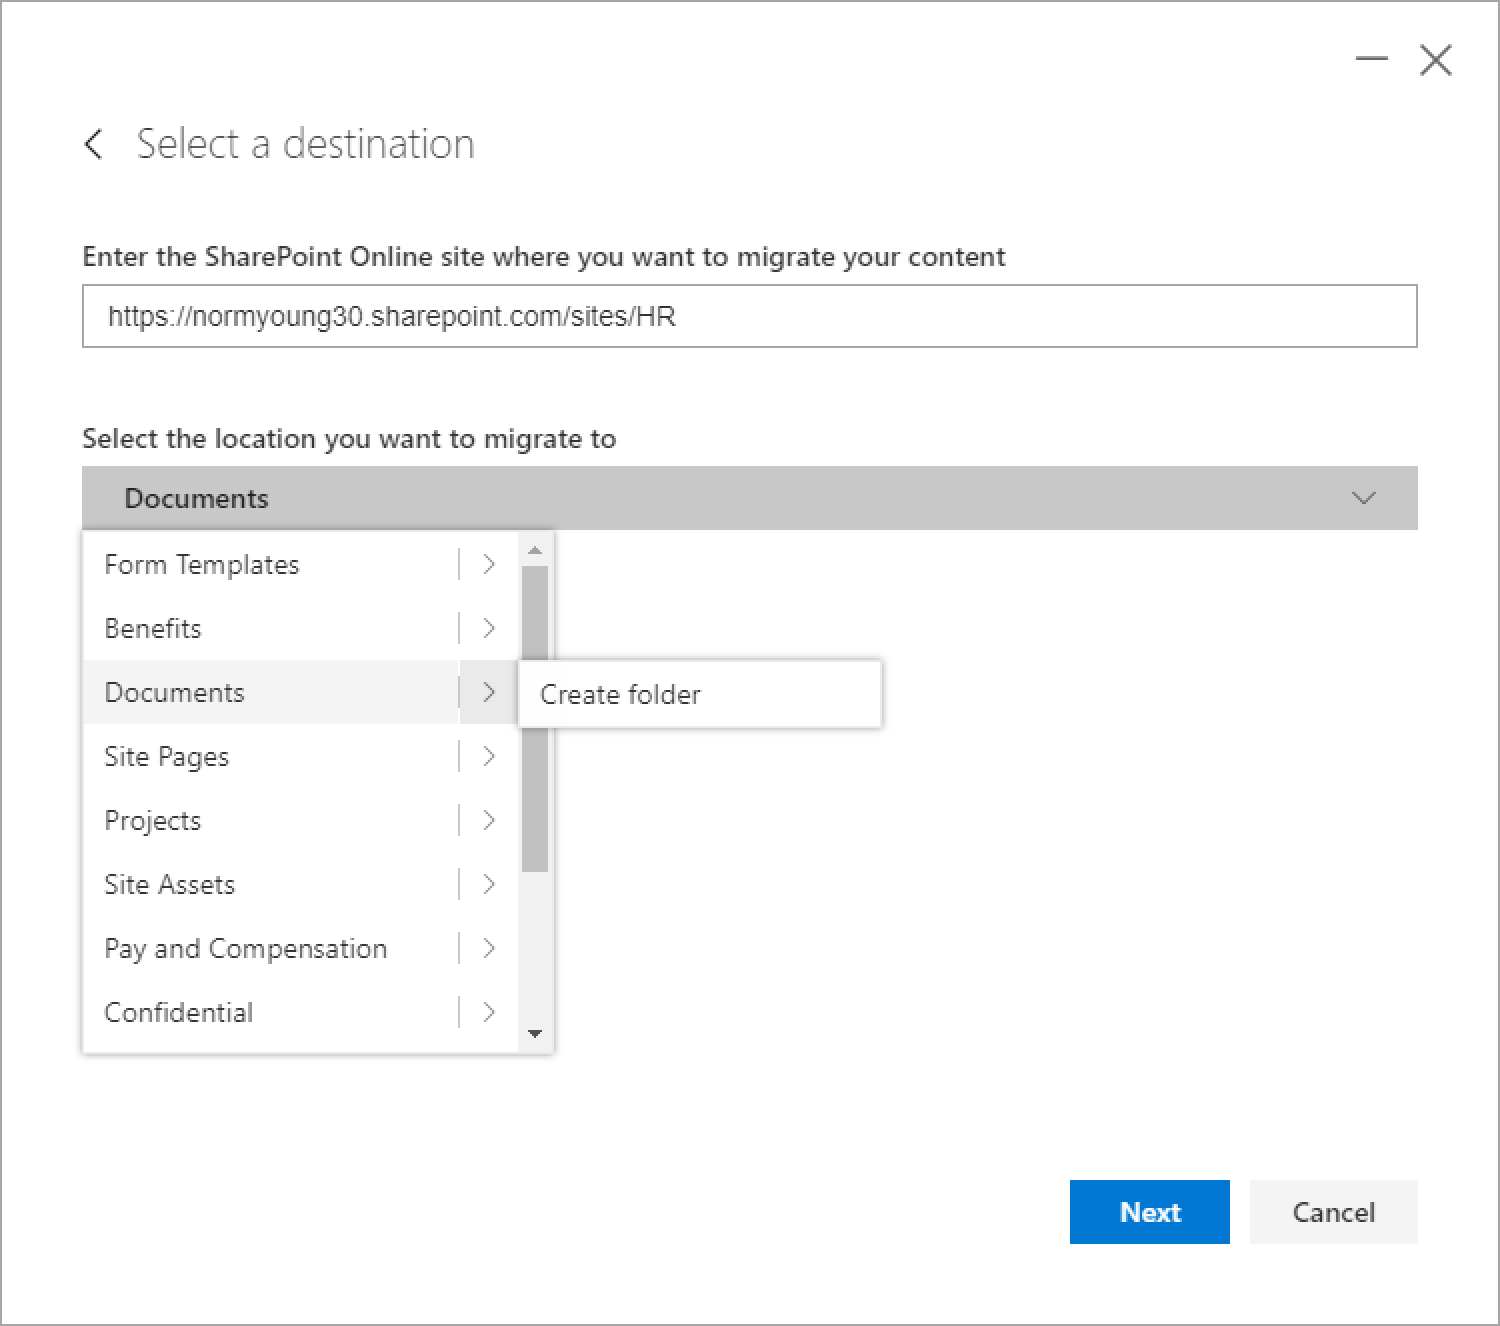 Select a destination
Enter the SharePoint Online site where you want to migrate your content
https://normyoung30.sharepoint.com/sites/HR
Select the location you want to migrate to
Documents
Form Templates
Benefits
Documents
Create folder
Site Pages
Projects
Site Assets
Pay and Compensation
Confidential
Next
Cancel